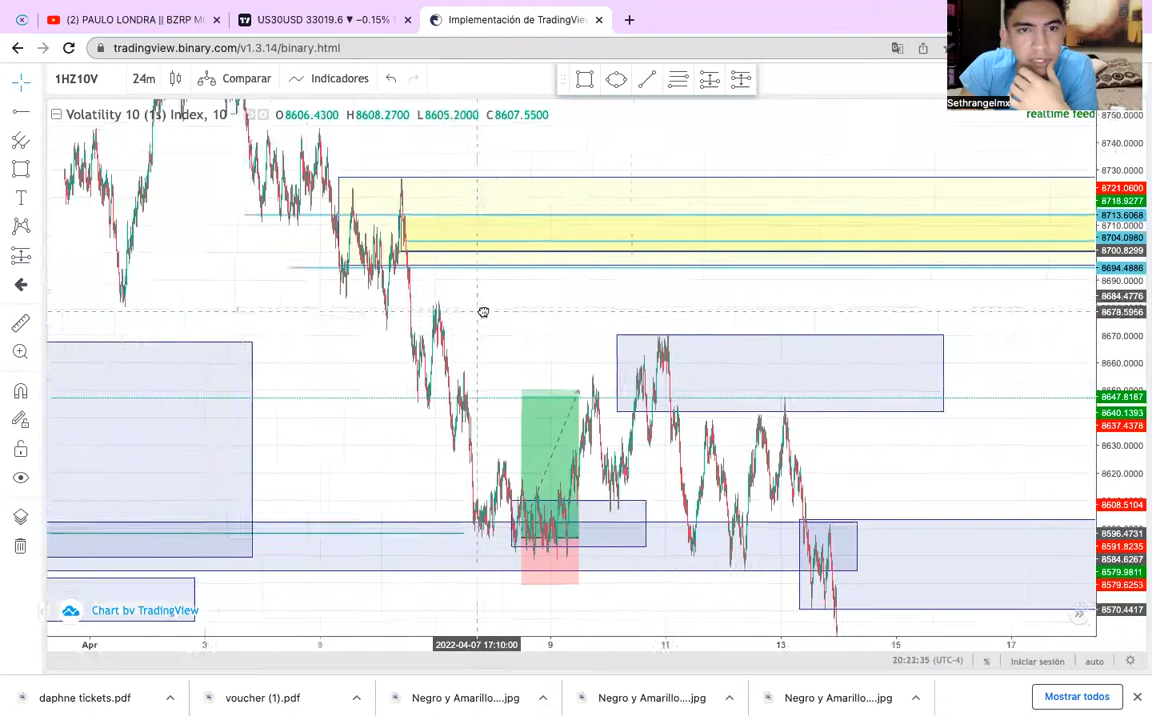 (2) PAULO LONDRA || BZRP M
US30USD 33019.6 ▼ −0.15%
Implementación de TradingVie
tradingview.binary.com/v1.3.14/binary.html
Sethrangelmx
1HZ10V
24m
Comparar
Indicadores
Volatility 10 (1s) Index, 10
O8606.4300 H8608.2700 L8605.2000 C8607.5500
realtime feed
8750.0000
8740.0000
8730.0000
8721.0600
8718.9277
8713.6068
8710.0000
8704.0980
8700.8299
8694.4886
8690.0000
8684.4776
8678.5956
8670.0000
8660.0000
8647.8187
8640.1393
8637.4378
8630.0000
8620.0000
8608.5104
8596.4731
8591.8235
8584.6267
8579.9811
8579.6253
8570.4417
Chart by TradingView
Apr
3
9
2022-04-07 17:10:00
9
11
13
15
17
20:22:35 (UTC-4)
%
Iniciar sesión
auto
daphne tickets.pdf
voucher (1).pdf
Negro y Amarillo....jpg
Negro y Amarillo....jpg
Negro y Amarillo....jpg
Mostrar todos